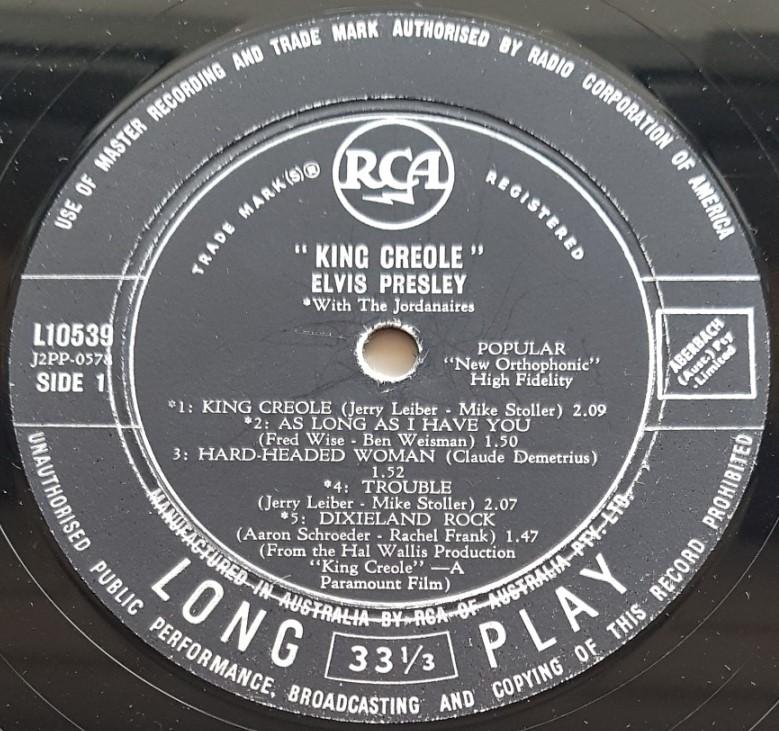 USE OF MASTER RECORDING AND TRADE MARK AUTHORISED BY RADIO CORPORATION OF AMERICA
RCA
TRADE MARK(S)® REGISTERED
"KING CREOLE"
ELVIS PRESLEY
*With The Jordanaires
L10539
J2PP-0578
SIDE 1
POPULAR
"New Orthophonic"
High Fidelity
ABERBACH
(Aust.) Pty
Limited
*1: KING CREOLE (Jerry Leiber - Mike Stoller) 2.09
*2: AS LONG AS I HAVE YOU
(Fred Wise - Ben Weisman) 1.50
3: HARD-HEADED WOMAN (Claude Demetrius)
1.52
*4: TROUBLE
(Jerry Leiber - Mike Stoller) 2.07
*5: DIXIELAND ROCK
(Aaron Schroeder - Rachel Frank) 1.47
(From the Hal Wallis Production
"King Creole" —A
Paramount Film)
MANUFACTURED IN AUSTRALIA BY RCA OF AUSTRALIA PTY. LTD.
LONG 33 1/3 PLAY
UNAUTHORISED PUBLIC PERFORMANCE, BROADCASTING AND COPYING OF THIS RECORD PROHIBITED